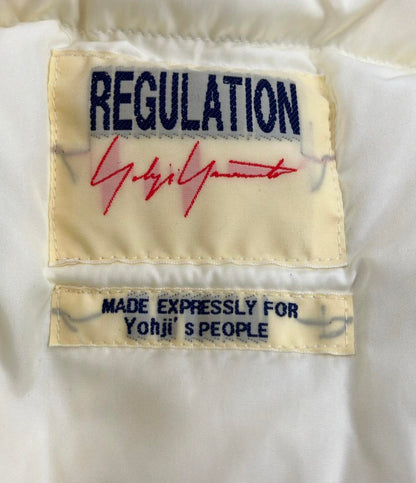 REGULATION
Yohji Yamamoto
MADE EXPRESSLY FOR
Yohji' s PEOPLE